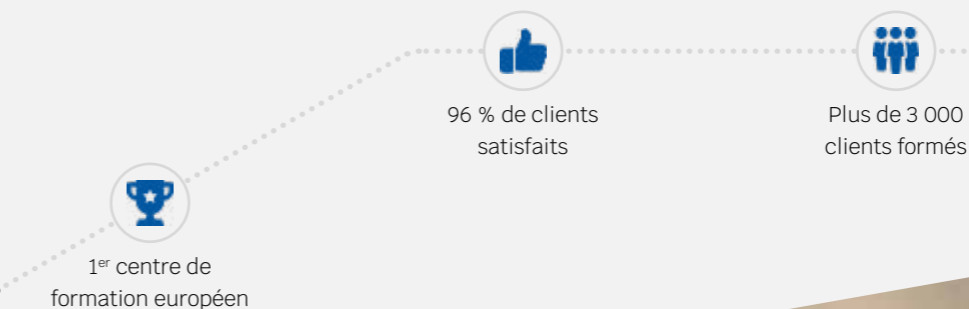 96 % de clients
satisfaits
Plus de 3 000
clients formés
1er centre de
formation européen